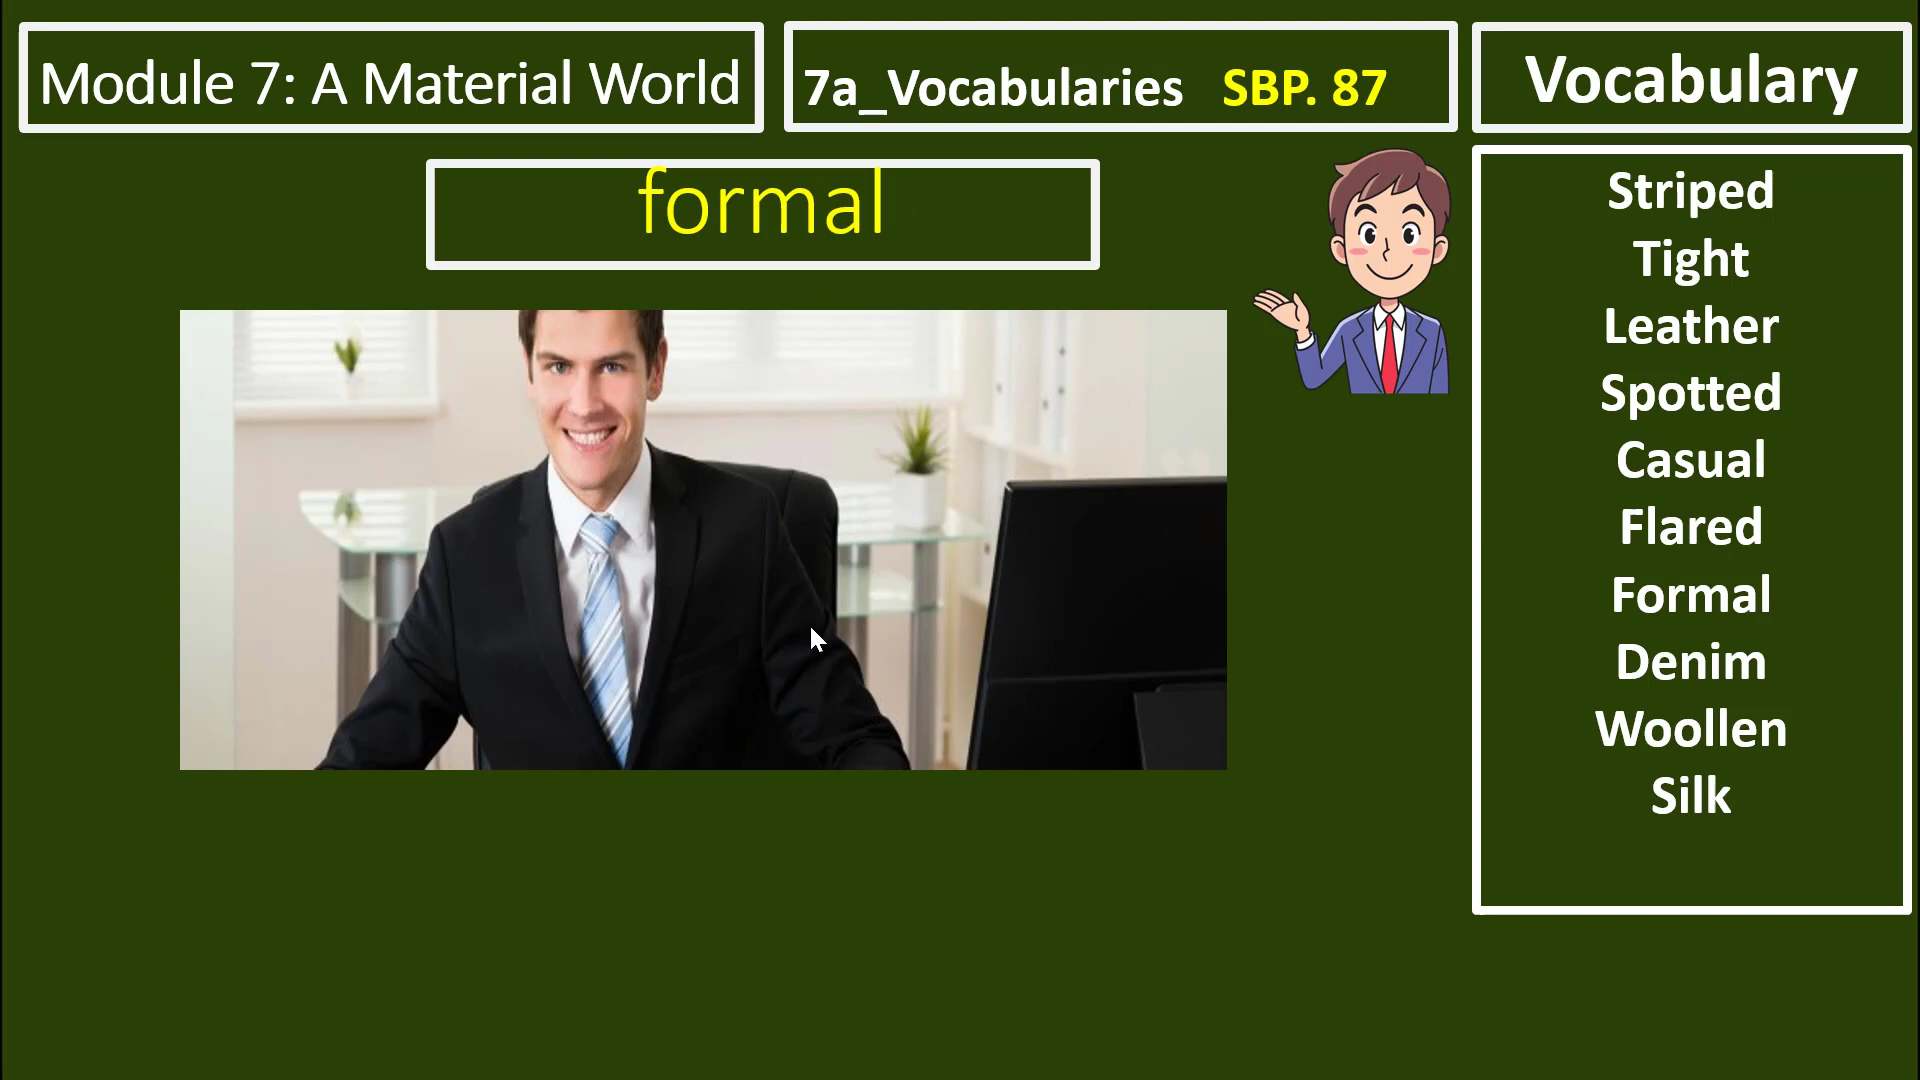 Module 7: A Material World
7a_Vocabularies SBP. 87
Vocabulary
formal
Striped
Tight
Leather
Spotted
Casual
Flared
Formal
Denim
Woollen
Silk